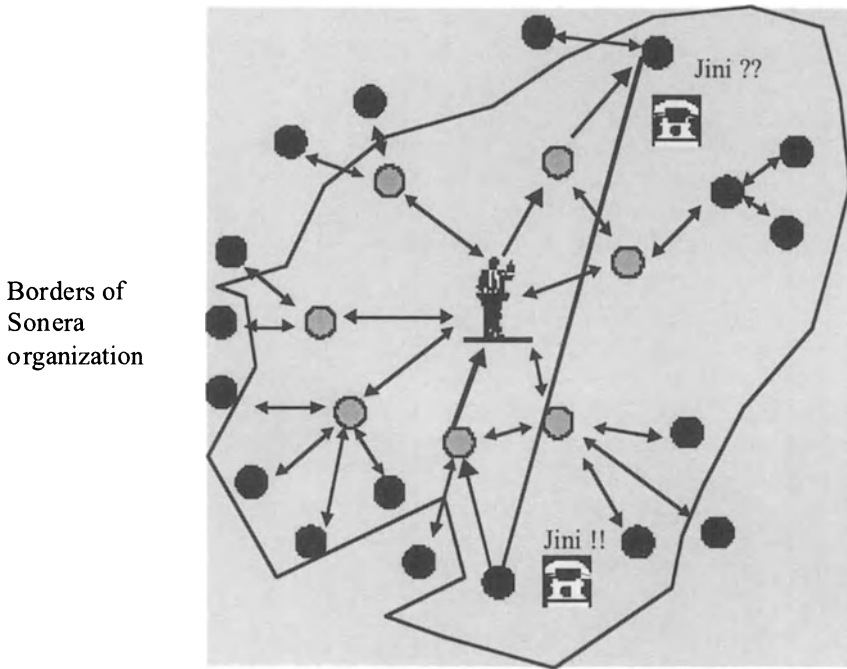 Jini ??
Borders of
Sonera
organization
Jini !!